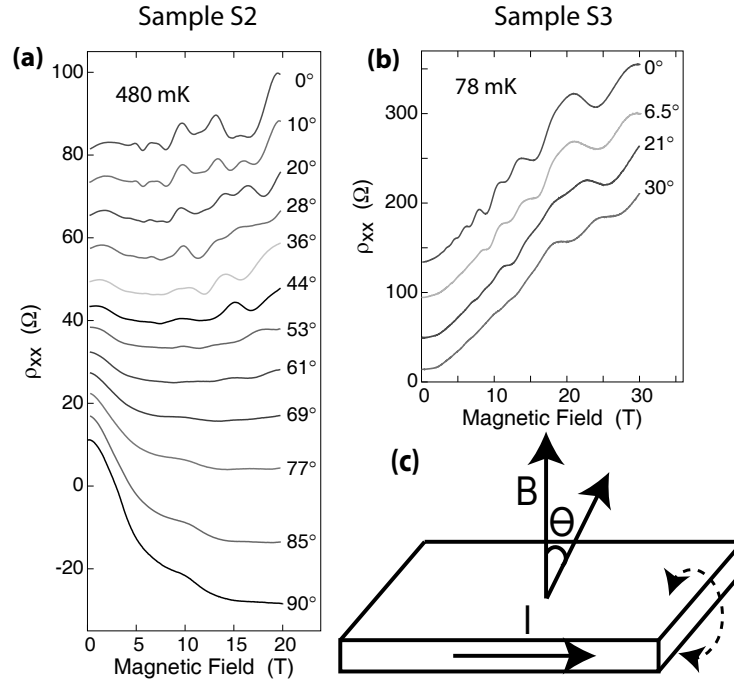 Sample S2
Sample S3
(a)
480 mK
100
80
60
40
20
0
-20
ρxx (Ω)
0°
10°
20°
28°
36°
44°
53°
61°
69°
77°
85°
90°
0
5
10
15
20
Magnetic Field (T)
(b)
78 mK
300
200
100
0
ρxx (Ω)
0°
6.5°
21°
30°
0
10
20
30
Magnetic Field (T)
(c)
B
Θ
I